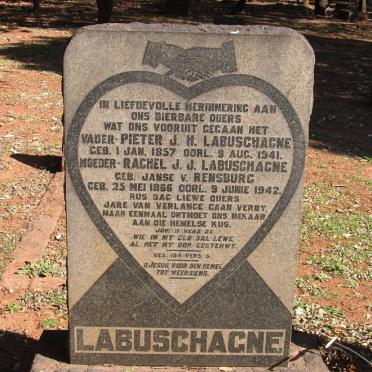 IN LIEFDEVOLLE HERINNERING AAN
ONS DIERBARE OUERS
WAT ONS VOORUIT GEGAAN HET
VADER- PIETER J. H. LABUSCHAGNE
GEB. 1 JAN. 1857 OORL. 9 AUG. 1941.
MOEDER- RACHEL J. J. LABUSCHAGNE
GEB. JANSE V. RENSBURG
GEB. 25 MEI 1866 OORL. 9 JUNIE 1942.
RUS SAG LIEWE OUERS
JARE VAN VERLANGE GAAN VERBY,
MAAR EENMAAL ONTMOET ONS MEKAAR
AAN DIE HEMELSE KUS.
JOH. 11 VERS 25
WIE IN MY GLO SAL LEWE,
AL HET HY OOK GESTERWE.
GES. VERS 5.
O JESUS, VOOR DEN HEMEL
TOT WEERSIENS.
LABUSCHAGNE